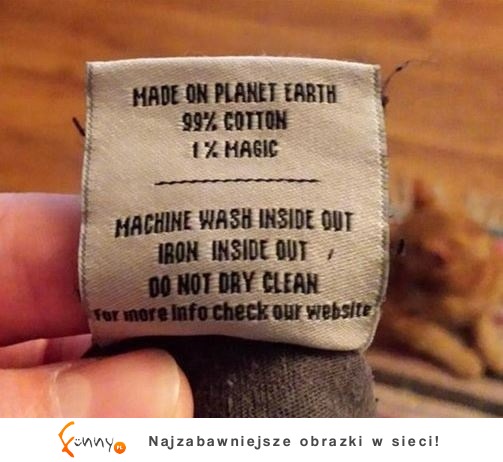 MADE ON PLANET EARTH
99% COTTON
1% MAGIC
MACHINE WASH INSIDE OUT
IRON INSIDE OUT
DO NOT DRY CLEAN
For more info check our website
Funny PL Najzabawniejsze obrazki w sieci!